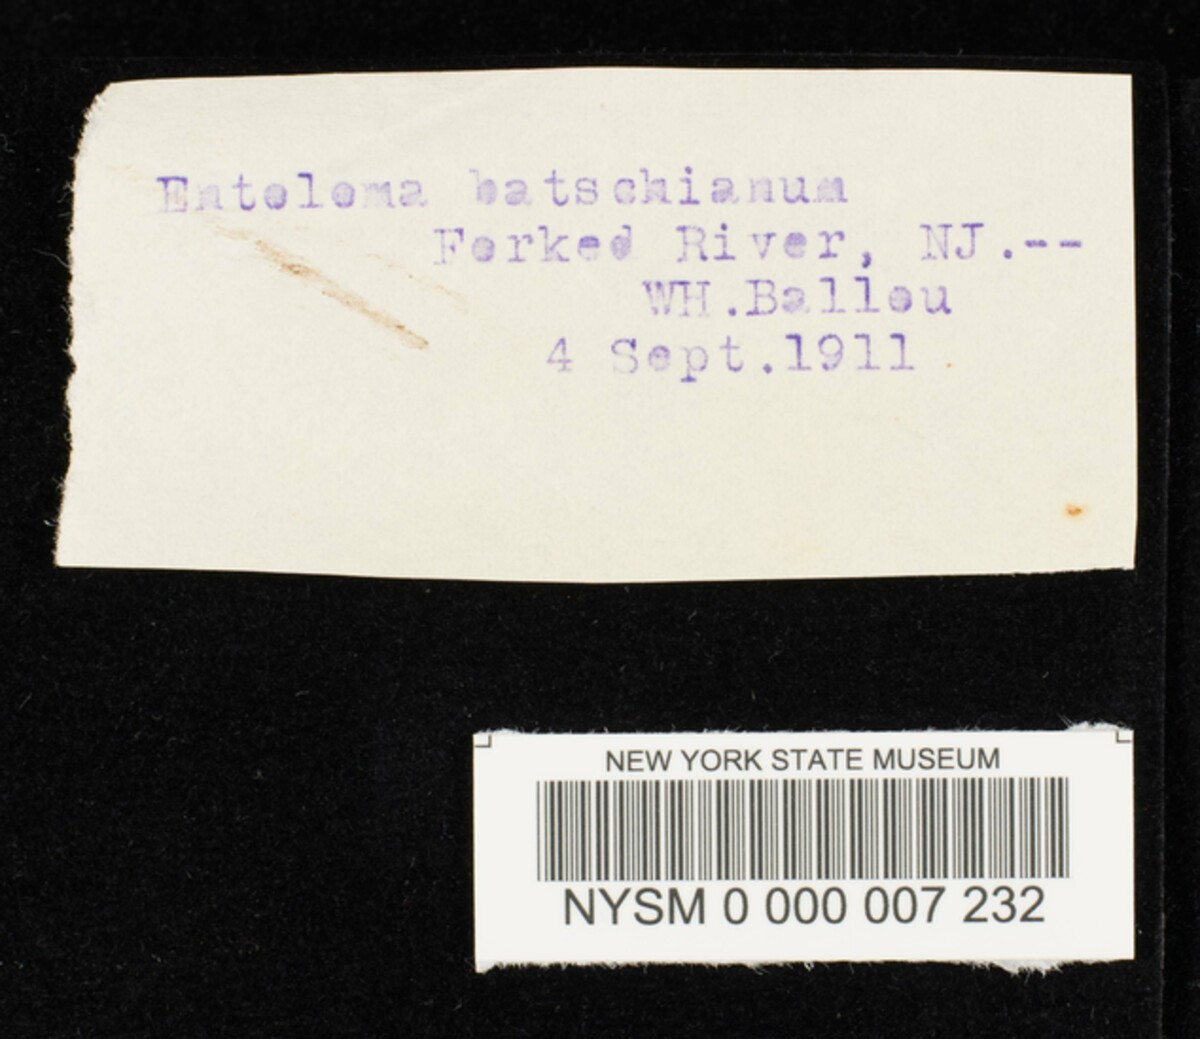 Entoloma batschianum
Forked River, NJ.--
WH.Ballou
4 Sept.1911
NEW YORK STATE MUSEUM
NYSM 0 000 007 232